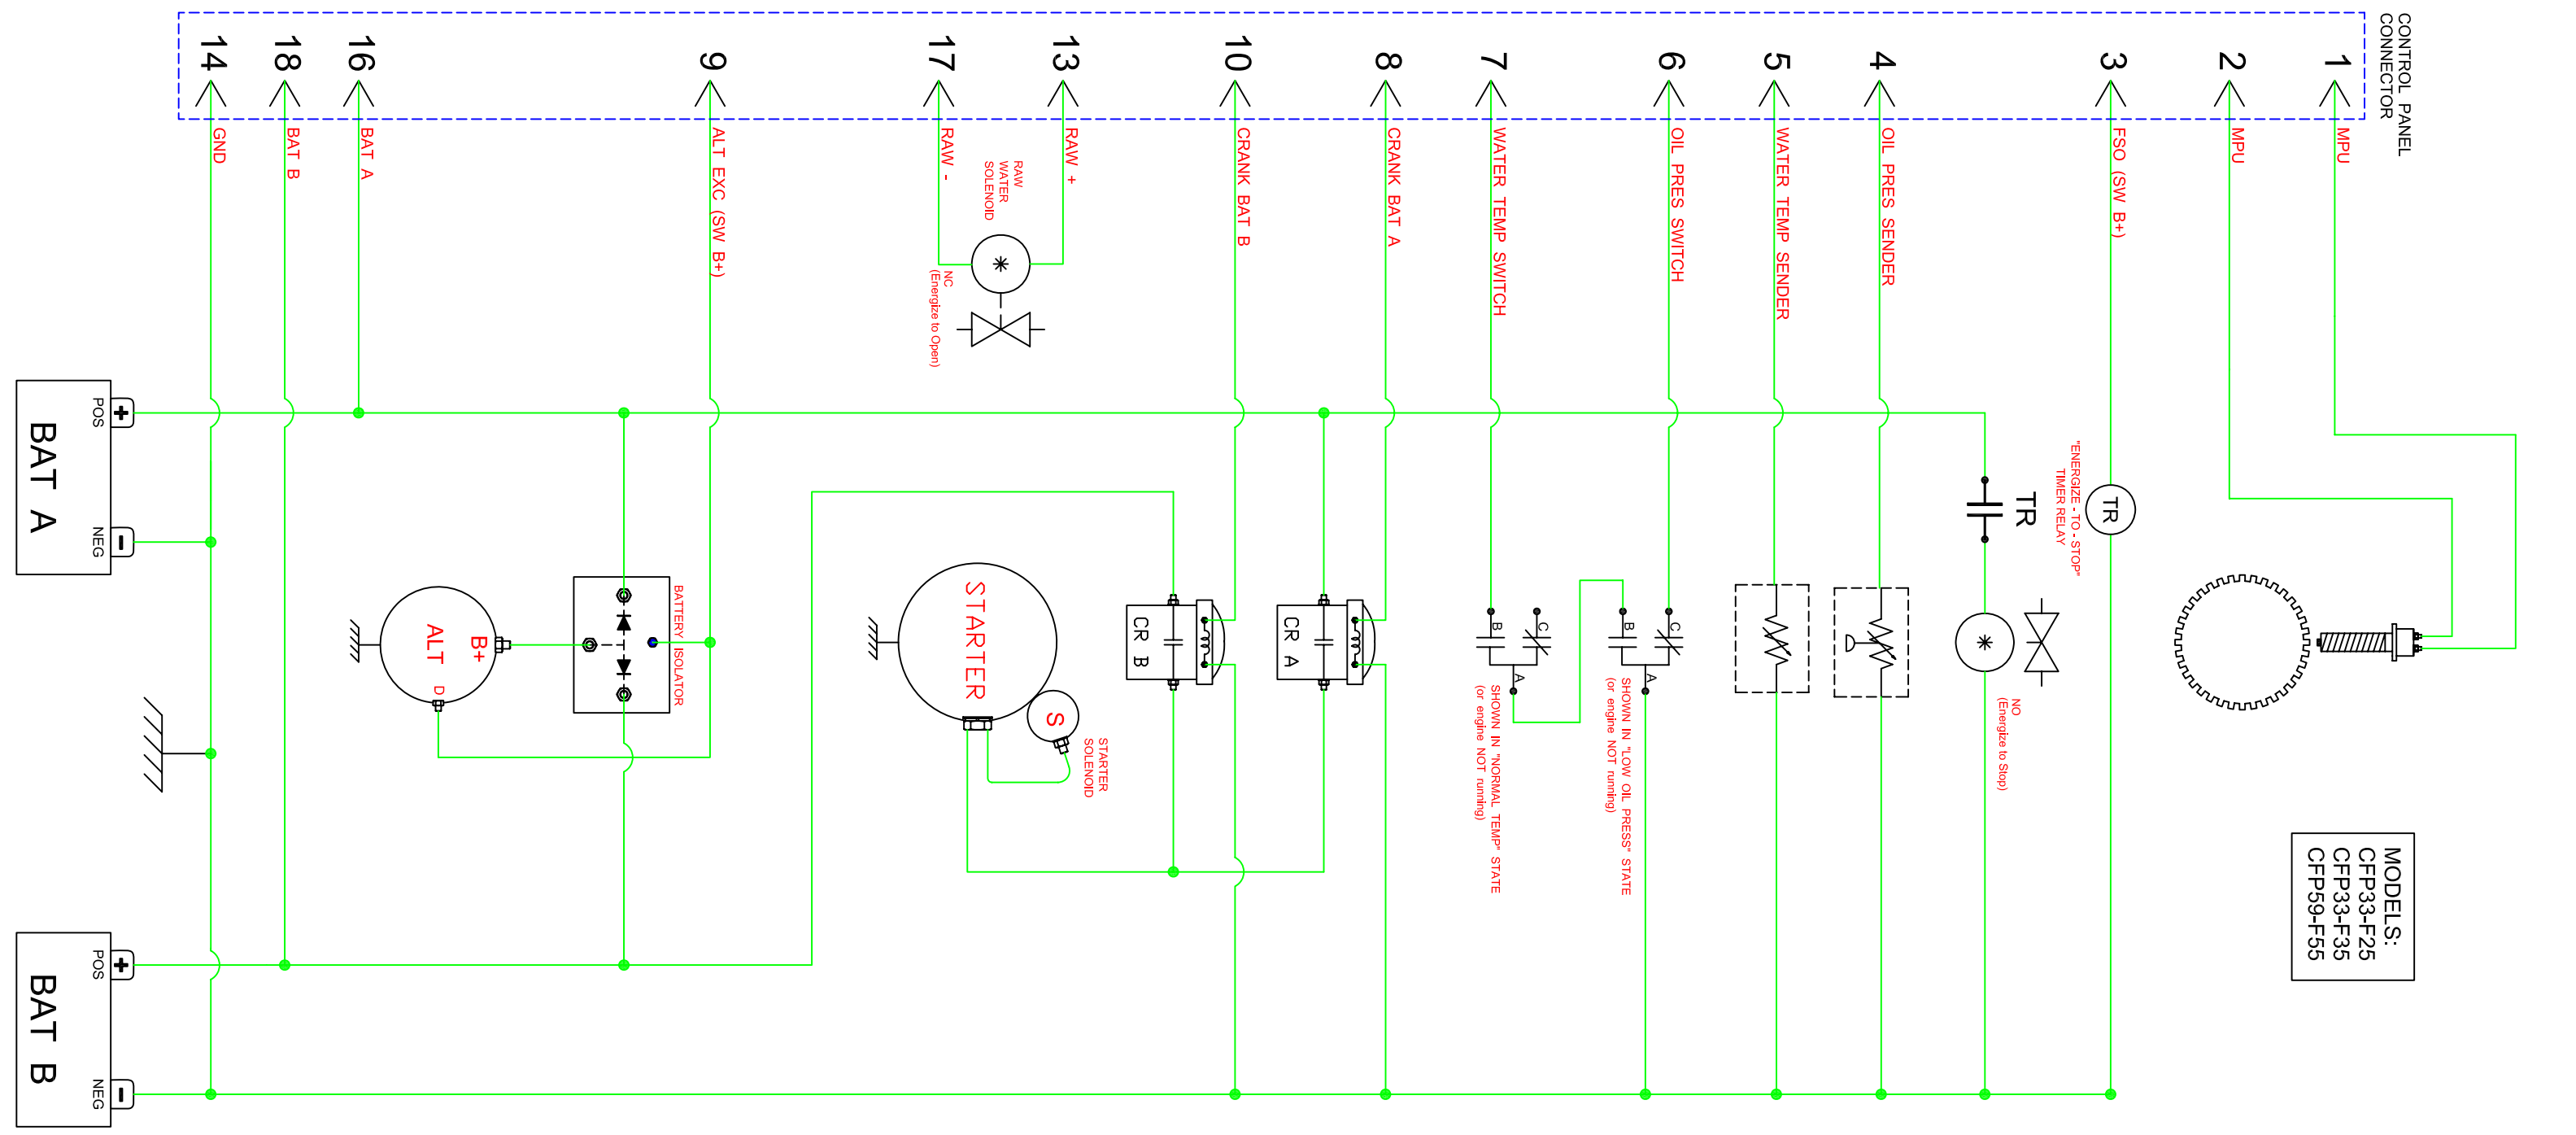 CONTROL PANEL
CONNECTOR
1
MPU
2
MPU
3
FSO (SW B+)
4
OIL PRES SENDER
5
WATER TEMP SENDER
6
OIL PRES SWITCH
7
WATER TEMP SWITCH
8
CRANK BAT A
10
CRANK BAT B
13
RAW +
17
RAW -
9
ALT EXC (SW B+)
16
BAT A
18
BAT B
14
GND
RAW
WATER
SOLENOID
NC
(Energize to Open)
"ENERGIZE - TO - STOP"
TIMER RELAY
TR
TR
NO
(Energize to Stop)
C
B
A
SHOWN IN "LOW OIL PRESS" STATE
(or engine NOT running)
C
B
A
SHOWN IN "NORMAL TEMP" STATE
(or engine NOT running)
CR A
CR B
STARTER
S
STARTER
SOLENOID
BATTERY ISOLATOR
B+
ALT
D
POS
+
BAT A
NEG
-
POS
+
BAT B
NEG
-
MODELS:
CFP33-F25
CFP33-F35
CFP59-F55